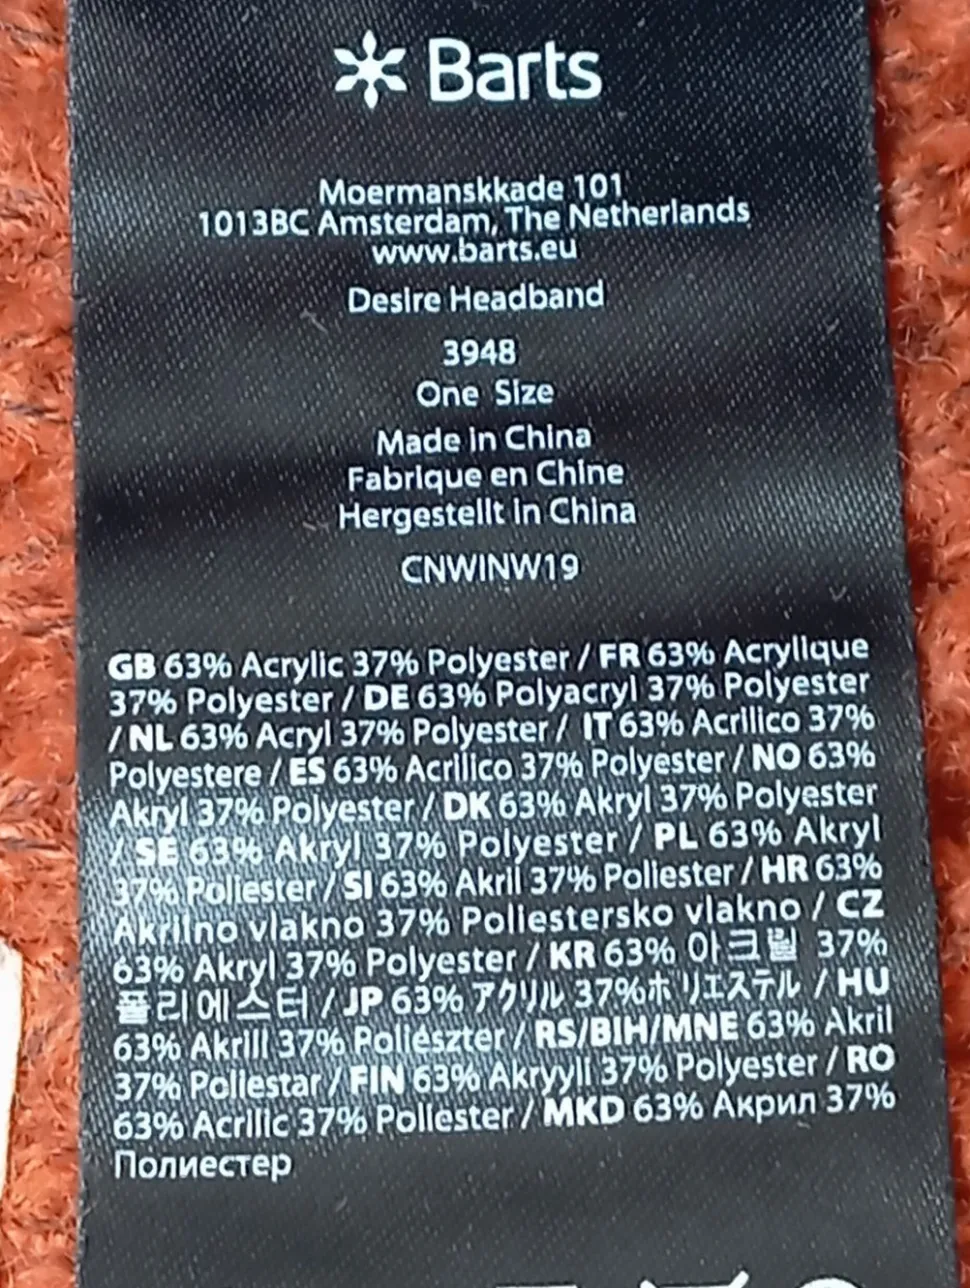 Barts
Moermanskkade 101
1013BC Amsterdam, The Netherlands
www.barts.eu
Desire Headband
3948
One Size
Made in China
Fabrique en Chine
Hergestellt in China
CNWINW19
GB 63% Acrylic 37% Polyester / FR 63% Acrylique
37% Polyester / DE 63% Polyacryl 37% Polyester
/ NL 63% Acryl 37% Polyester / IT 63% Acrilico 37%
Polyestere / ES 63% Acrilico 37% Polyester / NO 63%
Akryl 37% Polyester / DK 63% Akryl 37% Polyester
/ SE 63% Akryl 37% Polyester / PL 63% Akryl
37% Poliester / SI 63% Akril 37% Poliester / HR 63%
Akrilno vlakno 37% Poliestersko vlakno / CZ
63% Akryl 37% Polyester / KR 63% 아크릴 37%
폴리에스터 / JP 63% アクリル 37%ホリエステル / HU
63% Akrill 37% Poliészter / RS/BIH/MNE 63% Akril
37% Poliestar / FIN 63% Akryyli 37% Polyester / RO
63% Acrilic 37% Poliester / MKD 63% Акрил 37%
Полиестер